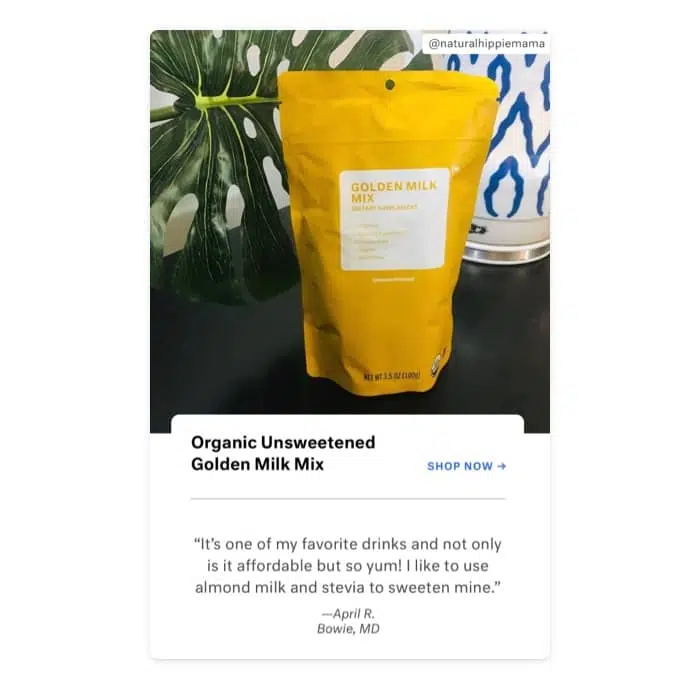 @naturalhippiemama
GOLDEN MILK
MIX
DIETARY SUPPLEMENT
NET WT 3.5 OZ (100g)
Organic Unsweetened
Golden Milk Mix
SHOP NOW →
“It’s one of my favorite drinks and not only
is it affordable but so yum! I like to use
almond milk and stevia to sweeten mine.”
—April R.
Bowie, MD